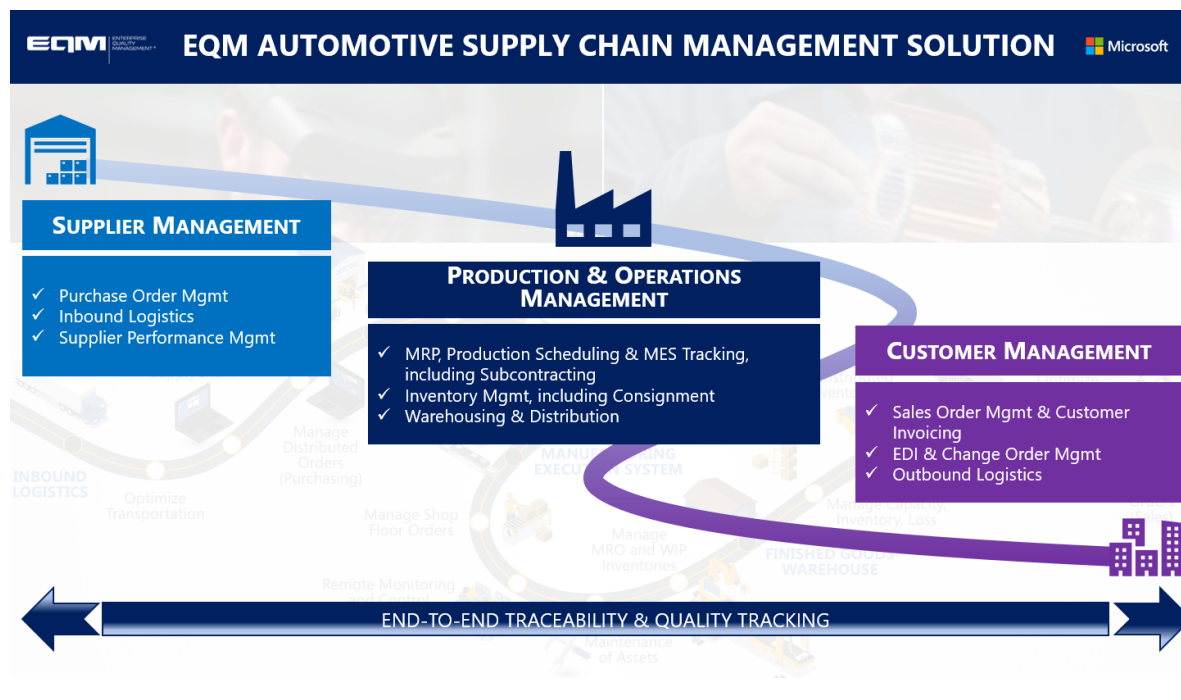 EQM
ENTERPRISE
QUALITY
MANAGEMENT
EQM AUTOMOTIVE SUPPLY CHAIN MANAGEMENT SOLUTION
Microsoft
SUPPLIER MANAGEMENT
✓ Purchase Order Mgmt
✓ Inbound Logistics
✓ Supplier Performance Mgmt
PRODUCTION & OPERATIONS
MANAGEMENT
✓ MRP, Production Scheduling & MES Tracking,
including Subcontracting
✓ Inventory Mgmt, including Consignment
✓ Warehousing & Distribution
CUSTOMER MANAGEMENT
✓ Sales Order Mgmt & Customer
Invoicing
✓ EDI & Change Order Mgmt
✓ Outbound Logistics
Manage
Distributed
Orders
(Purchasing)
INBOUND
LOGISTICS
Optimize
Transportation
Manage Shop
Floor Orders
Manage
MRO and WIP
Inventories
Manage Capacity,
Inventory, Loss
FINISHED GOODS
WAREHOUSE
Remote Monitoring
and Control
END-TO-END TRACEABILITY & QUALITY TRACKING
Maintenance
of Assets